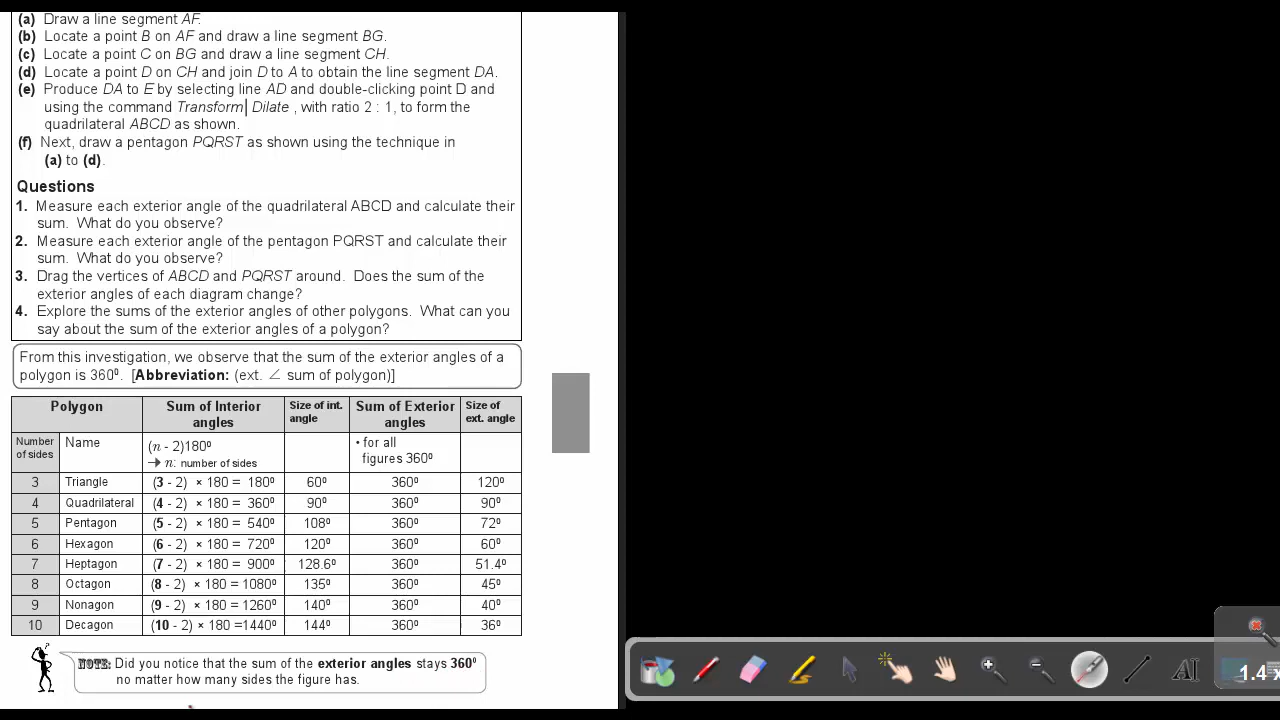 (a) Draw a line segment AF.
(b) Locate a point B on AF and draw a line segment BG.
(c) Locate a point C on BG and draw a line segment CH.
(d) Locate a point D on CH and join D to A to obtain the line segment DA.
(e) Produce DA to E by selecting line AD and double-clicking point D and
using the command Transform| Dilate , with ratio 2 : 1, to form the
quadrilateral ABCD as shown.
(f) Next, draw a pentagon PQRST as shown using the technique in
(a) to (d).
Questions
1. Measure each exterior angle of the quadrilateral ABCD and calculate their
sum. What do you observe?
2. Measure each exterior angle of the pentagon PQRST and calculate their
sum. What do you observe?
3. Drag the vertices of ABCD and PQRST around. Does the sum of the
exterior angles of each diagram change?
4. Explore the sums of the exterior angles of other polygons. What can you
say about the sum of the exterior angles of a polygon?
From this investigation, we observe that the sum of the exterior angles of a
polygon is 360⁰. [Abbreviation: (ext. ∠ sum of polygon)]
Polygon Sum of Interior angles Size of int. angle Sum of Exterior angles Size of ext. angle
Number of sides Name (n - 2)180⁰ → n: number of sides • for all figures 360⁰
3 Triangle (3 - 2) × 180 = 180⁰ 60⁰ 360⁰ 120⁰
4 Quadrilateral (4 - 2) × 180 = 360⁰ 90⁰ 360⁰ 90⁰
5 Pentagon (5 - 2) × 180 = 540⁰ 108⁰ 360⁰ 72⁰
6 Hexagon (6 - 2) × 180 = 720⁰ 120⁰ 360⁰ 60⁰
7 Heptagon (7 - 2) × 180 = 900⁰ 128.6⁰ 360⁰ 51.4⁰
8 Octagon (8 - 2) × 180 = 1080⁰ 135⁰ 360⁰ 45⁰
9 Nonagon (9 - 2) × 180 = 1260⁰ 140⁰ 360⁰ 40⁰
10 Decagon (10 - 2) × 180 =1440⁰ 144⁰ 360⁰ 36⁰
NOTE: Did you notice that the sum of the exterior angles stays 360⁰
no matter how many sides the figure has.
AI
1.4 x